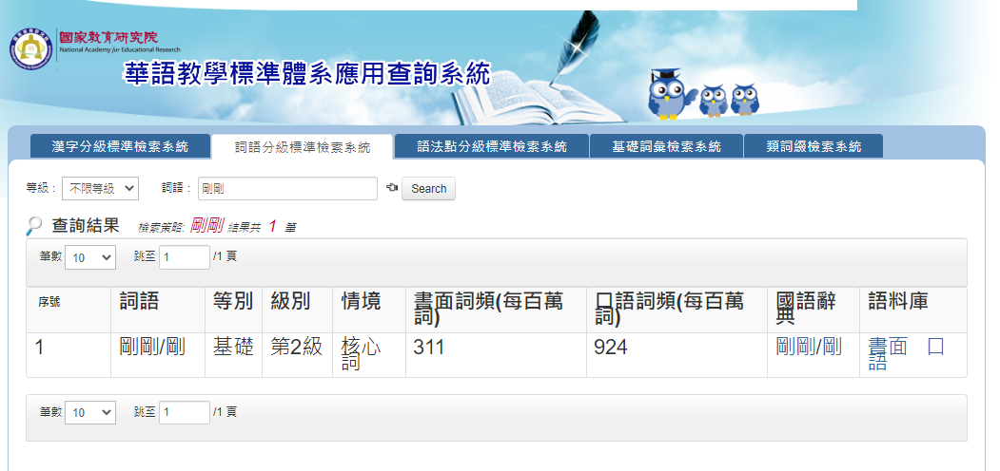 國家教育研究院
National Academy for Educational Research
華語教學標準體系應用查詢系統
漢字分級標準檢索系統 詞語分級標準檢索系統 語法點分級標準檢索系統 基礎詞彙檢索系統 類詞綴檢索系統
等級 : 不限等級 詞語 : 剛剛 Search
查詢結果 檢索策略: 剛剛 結果共 1 筆
筆數 10 跳至 1 /1 頁
序號 詞語 等別 級別 情境 書面詞頻(每百萬詞) 口語詞頻(每百萬詞) 國語辭典 語料庫
1 剛剛/剛 基礎 第2級 核心詞 311 924 剛剛/剛 書面 口語
筆數 10 跳至 1 /1 頁